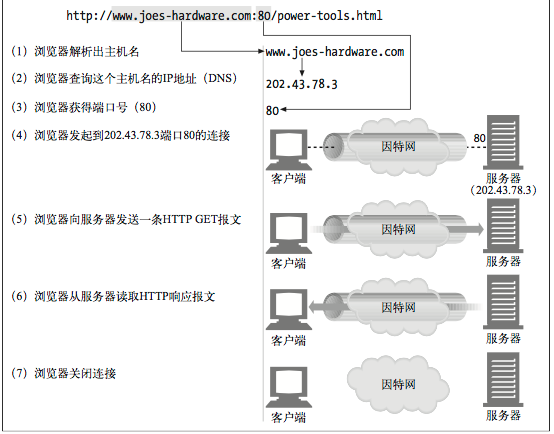 http://www.joes-hardware.com:80/power-tools.html
（1）浏览器解析出主机名
www.joes-hardware.com
（2）浏览器查询这个主机名的IP地址（DNS）
202.43.78.3
（3）浏览器获得端口号（80）
80
（4）浏览器发起到202.43.78.3端口80的连接
因特网
80
客户端
服务器
（202.43.78.3）
（5）浏览器向服务器发送一条HTTP GET报文
因特网
客户端
服务器
（6）浏览器从服务器读取HTTP响应报文
因特网
客户端
服务器
（7）浏览器关闭连接
因特网
客户端
服务器